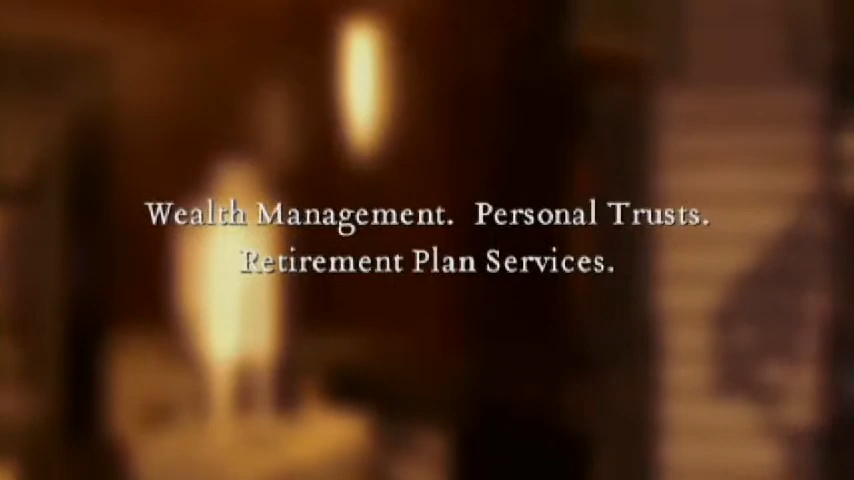 Wealth Management. Personal Trusts.
Retirement Plan Services.